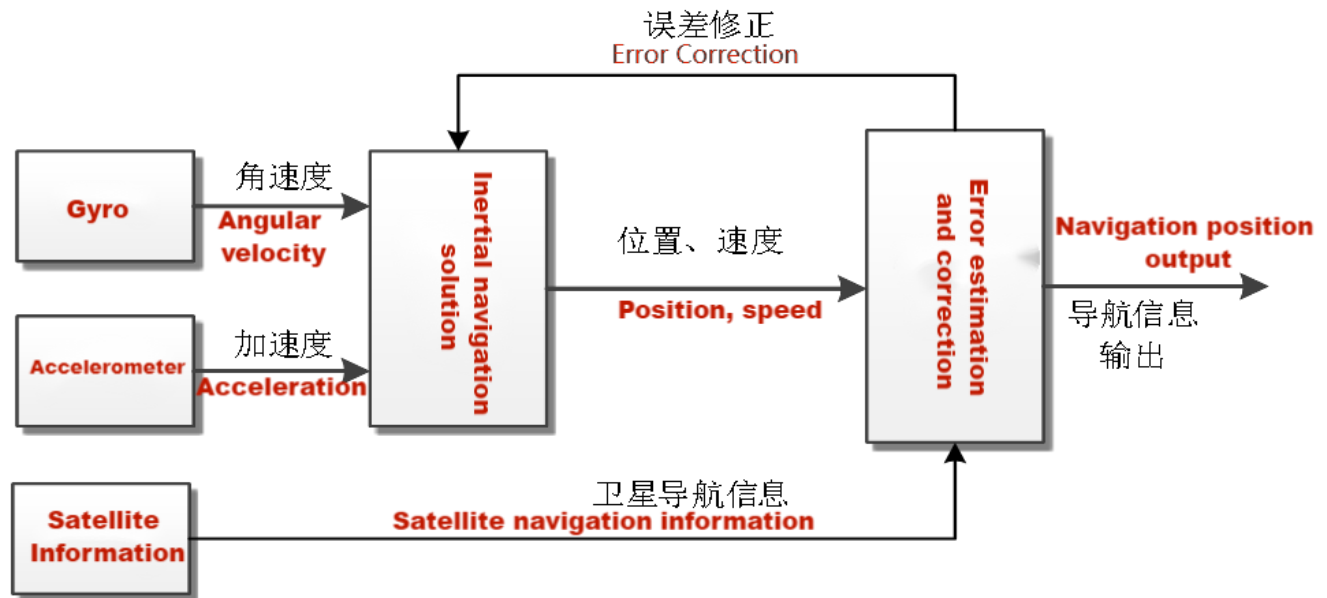 误差修正
Error Correction
Gyro
角速度
Angular
velocity
Accelerometer
加速度
Acceleration
Inertial navigation
solution
位置、速度
Position, speed
Error estimation
and correction
Navigation position
output
导航信息
输出
Satellite
Information
卫星导航信息
Satellite navigation information